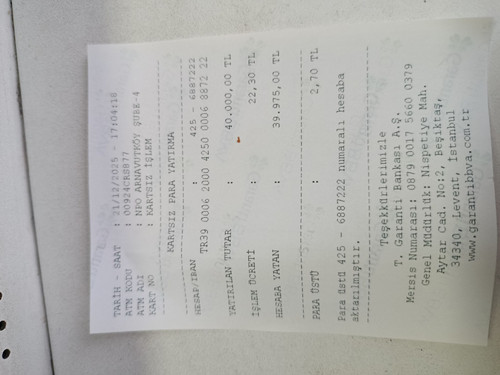 TARİH - SAAT : 31/12/2025 - 17:04:18
ATM KODU : 00924CRS877
ATM ADI : NPO ARNAVUTKÖY ŞUBE-4
KART NO : KARTSIZ İŞLEM
KARTSIZ PARA YATIRMA
HESAP/IBAN : 425 - 6887222
TR39 0006 2000 4250 0006 8872 22
YATIRILAN TUTAR : 40.000,00 TL
İŞLEM ÜCRETİ : 22,30 TL
HESABA YATAN : 39.975,00 TL
PARA ÜSTÜ : 2,70 TL
Para üstü 425 - 6887222 numaralı hesaba
aktarılmıştır.
Teşekkürlerimizle
T. Garanti Bankası A.Ş.
Mersis Numarası: 0879 0017 5660 0379
Genel Müdürlük: Nispetiye Mah.
Aytar Cad. No:2, Beşiktaş,
34340, Levent, İstanbul
www.garantibbva.com.tr